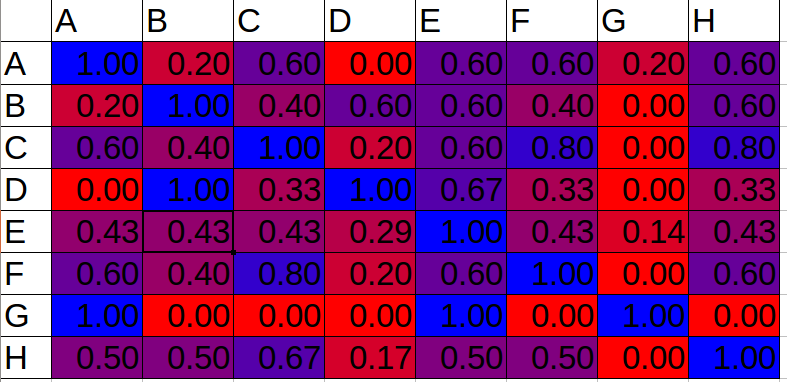 A B C D E F G H
A 1.00 0.20 0.60 0.00 0.60 0.60 0.20 0.60
B 0.20 1.00 0.40 0.60 0.60 0.40 0.00 0.60
C 0.60 0.40 1.00 0.20 0.60 0.80 0.00 0.80
D 0.00 1.00 0.33 1.00 0.67 0.33 0.00 0.33
E 0.43 0.43 0.43 0.29 1.00 0.43 0.14 0.43
F 0.60 0.40 0.80 0.20 0.60 1.00 0.00 0.60
G 1.00 0.00 0.00 0.00 1.00 0.00 1.00 0.00
H 0.50 0.50 0.67 0.17 0.50 0.50 0.00 1.00